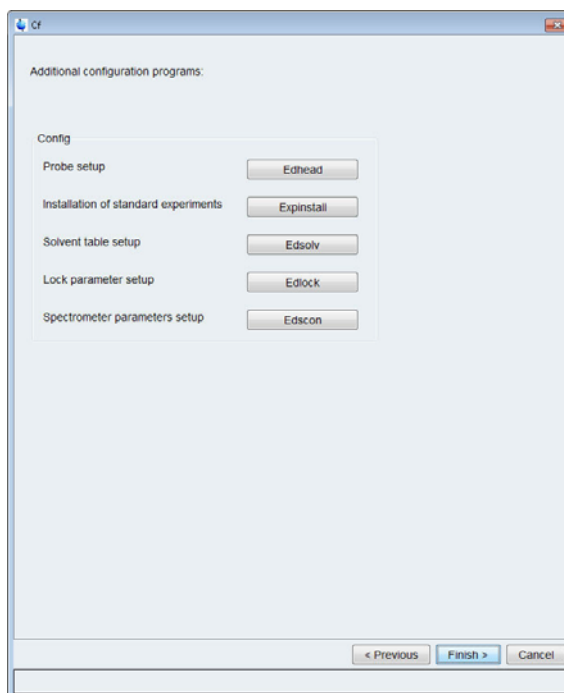 Cf
Additional configuration programs:
Config
Probe setup Edhead
Installation of standard experiments Expinstall
Solvent table setup Edsolv
Lock parameter setup Edlock
Spectrometer parameters setup Edscon
< Previous Finish > Cancel